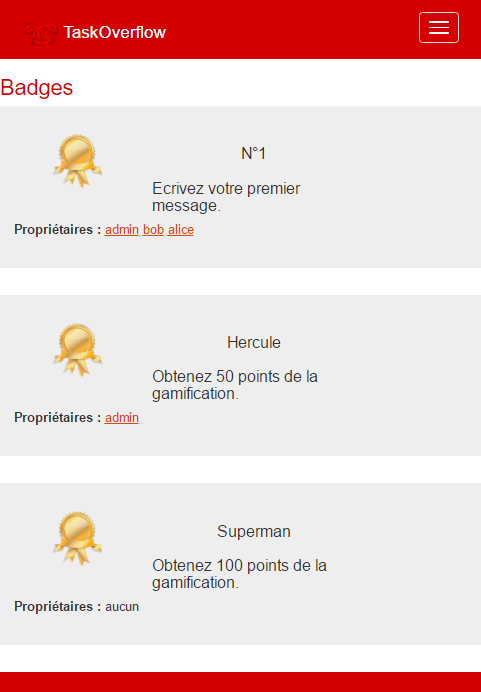 TaskOverflow
Badges
N°1
Ecrivez votre premier
message.
Propriétaires : admin bob alice
Hercule
Obtenez 50 points de la
gamification.
Propriétaires : admin
Superman
Obtenez 100 points de la
gamification.
Propriétaires : aucun